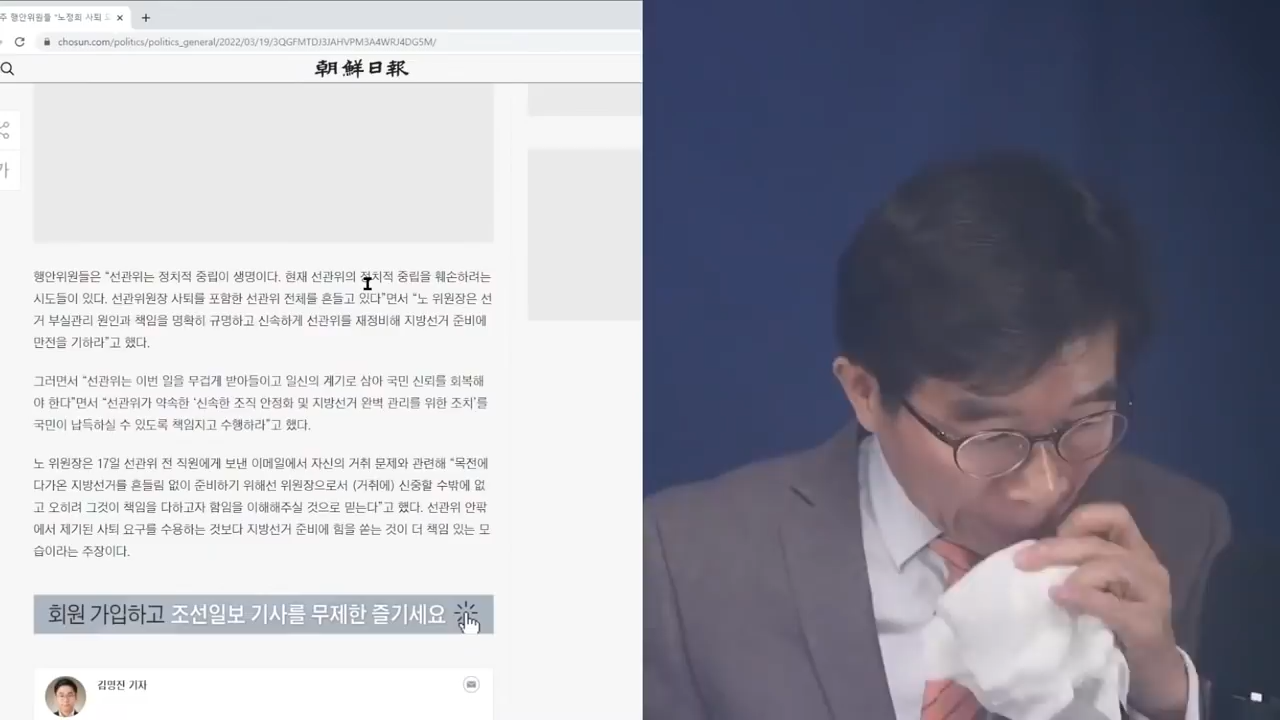 주 행안위원들 "노정희 사퇴
chosun.com/politics/politics_general/2022/03/19/3QGFMTDJ3JAHVPM3A4WRJ4DG5M/
朝鮮日報
가
행안위원들은 "선관위는 정치적 중립이 생명이다. 현재 선관위의 정치적 중립을 훼손하려는
시도들이 있다. 선관위원장 사퇴를 포함한 선관위 전체를 흔들고 있다"면서 "노 위원장은 선
거 부실관리 원인과 책임을 명확히 규명하고 신속하게 선관위를 재정비해 지방선거 준비에
만전을 기하라"고 했다.
그러면서 "선관위는 이번 일을 무겁게 받아들이고 일신의 계기로 삼아 국민 신뢰를 회복해
야 한다"면서 "선관위가 약속한 '신속한 조직 안정화 및 지방선거 완벽 관리를 위한 조치'를
국민이 납득하실 수 있도록 책임지고 수행하라"고 했다.
노 위원장은 17일 선관위 전 직원에게 보낸 이메일에서 자신의 거취 문제와 관련해 "목전에
다가온 지방선거를 흔들림 없이 준비하기 위해선 위원장으로서 (거취에) 신중할 수밖에 없
고 오히려 그것이 책임을 다하고자 함임을 이해해주실 것으로 믿는다"고 했다. 선관위 안팎
에서 제기된 사퇴 요구를 수용하는 것보다 지방선거 준비에 힘을 쏟는 것이 더 책임 있는 모
습이라는 주장이다.
회원 가입하고 조선일보 기사를 무제한 즐기세요
김명진 기자